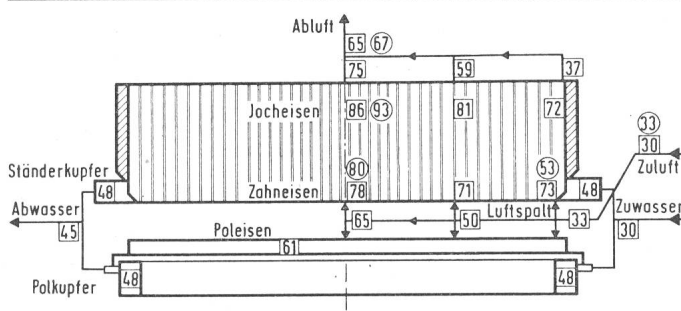 Abluft
65 67
75 59 37
Jocheisen 86 93 81 72
33
30
Zuluft
Ständerkupfer 80 53
48 Zahneisen 78 71 73 48
Abwasser Luftspalt Zuwasser
45 65 50 33 30
Poleisen
61
Polkupfer 48 48